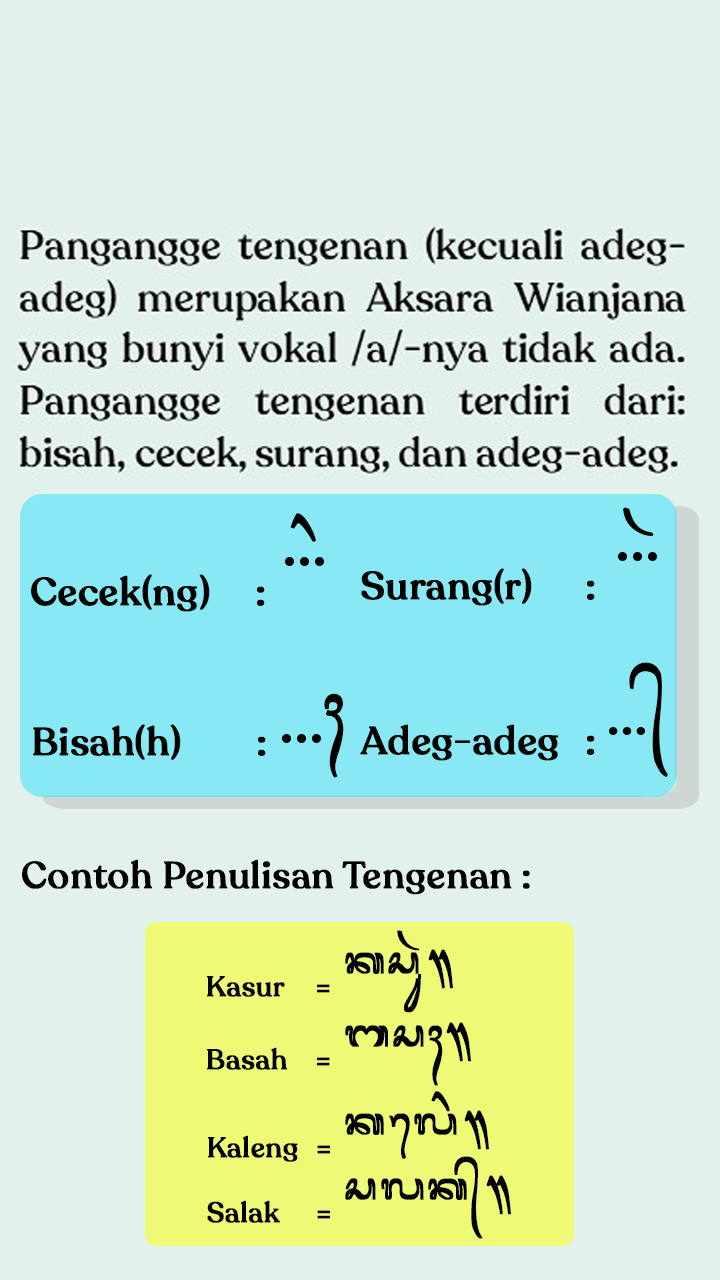 Pangangge tengenan (kecuali adeg-
adeg) merupakan Aksara Wianjana
yang bunyi vokal /a/-nya tidak ada.
Pangangge tengenan terdiri dari:
bisah, cecek, surang, dan adeg-adeg.
Cecek(ng) : ...ᬂ Surang(r) : ...ᬃ
Bisah(h) : ...ᬄ Adeg-adeg : ...᭄
Contoh Penulisan Tengenan :
Kasur = ᬓᬲᬸᬃ᭟
Basah = ᬩᬲᬄ᭟
Kaleng = ᬓᬮᬾᬂ᭟
Salak = ᬲᬮᬓ᭄᭟